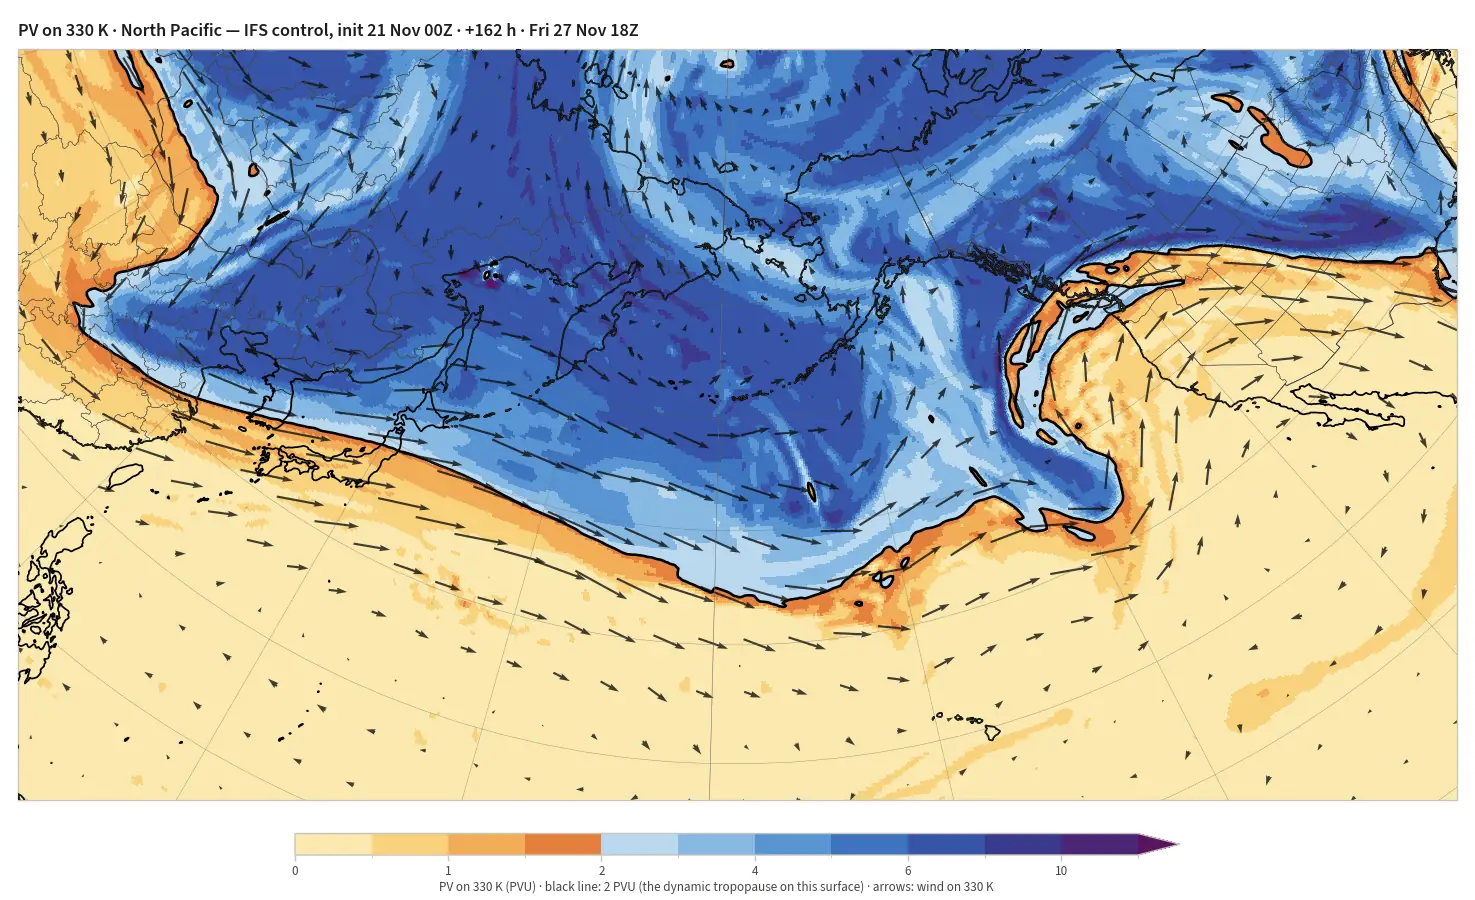 PV on 330 K · North Pacific — IFS control, init 21 Nov 00Z · +162 h · Fri 27 Nov 18Z
0 1 2 4 6 10
PV on 330 K (PVU) · black line: 2 PVU (the dynamic tropopause on this surface) · arrows: wind on 330 K